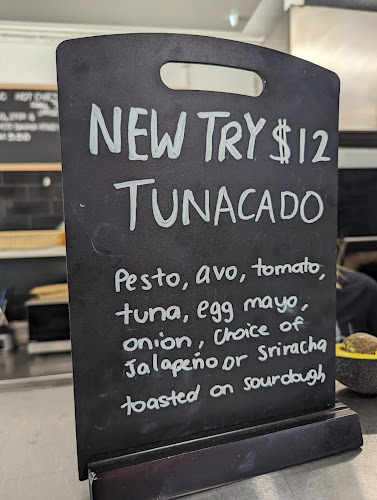 NEW TRY $12
TUNACADO
Pesto, avo, tomato,
tuna, egg mayo,
onion, choice of
Jalapeño or Sriracha
toasted on sourdough